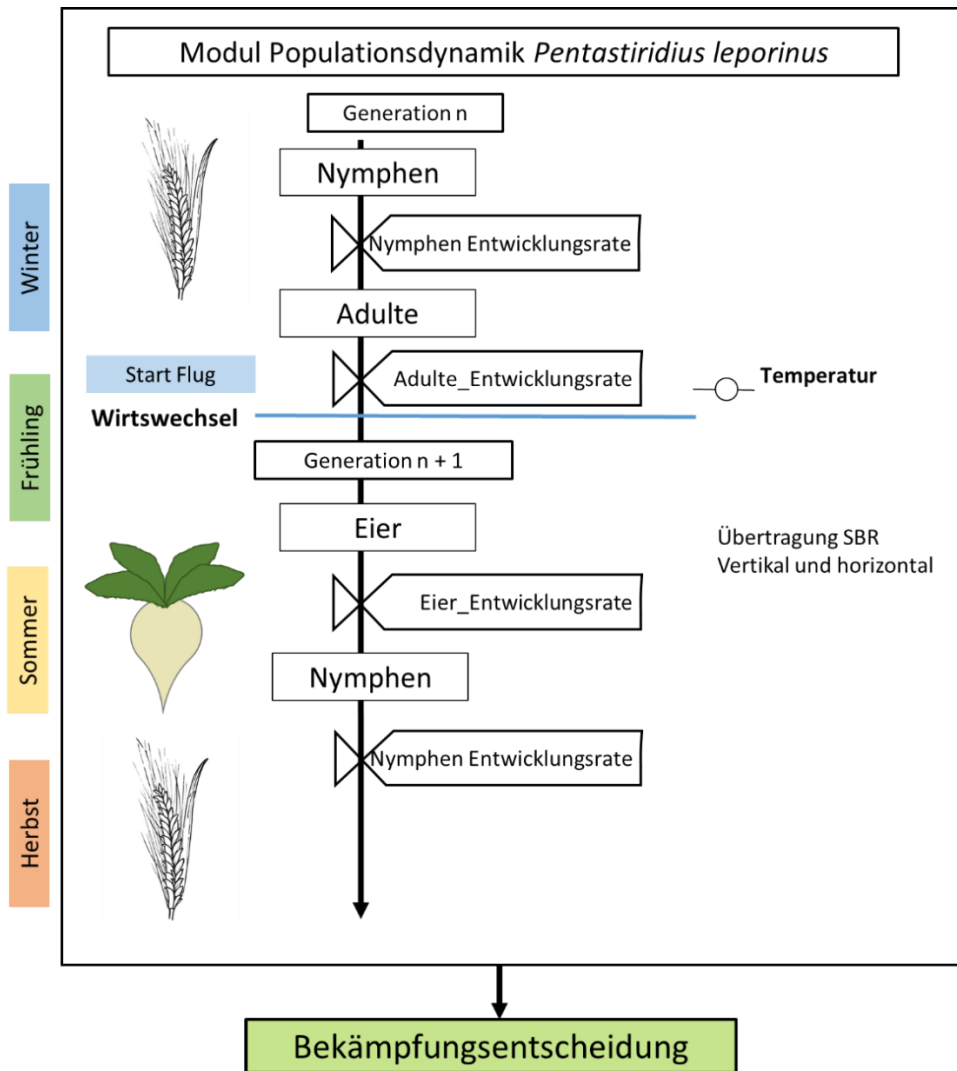 Modul Populationsdynamik Pentastiridius leporinus
Generation n
Nymphen
Nymphen Entwicklungsrate
Winter
Adulte
Start Flug
Adulte_Entwicklungsrate
Temperatur
Wirtswechsel
Frühling
Generation n + 1
Eier
Übertragung SBR
Vertikal und horizontal
Eier_Entwicklungsrate
Sommer
Nymphen
Nymphen Entwicklungsrate
Herbst
Bekämpfungsentscheidung